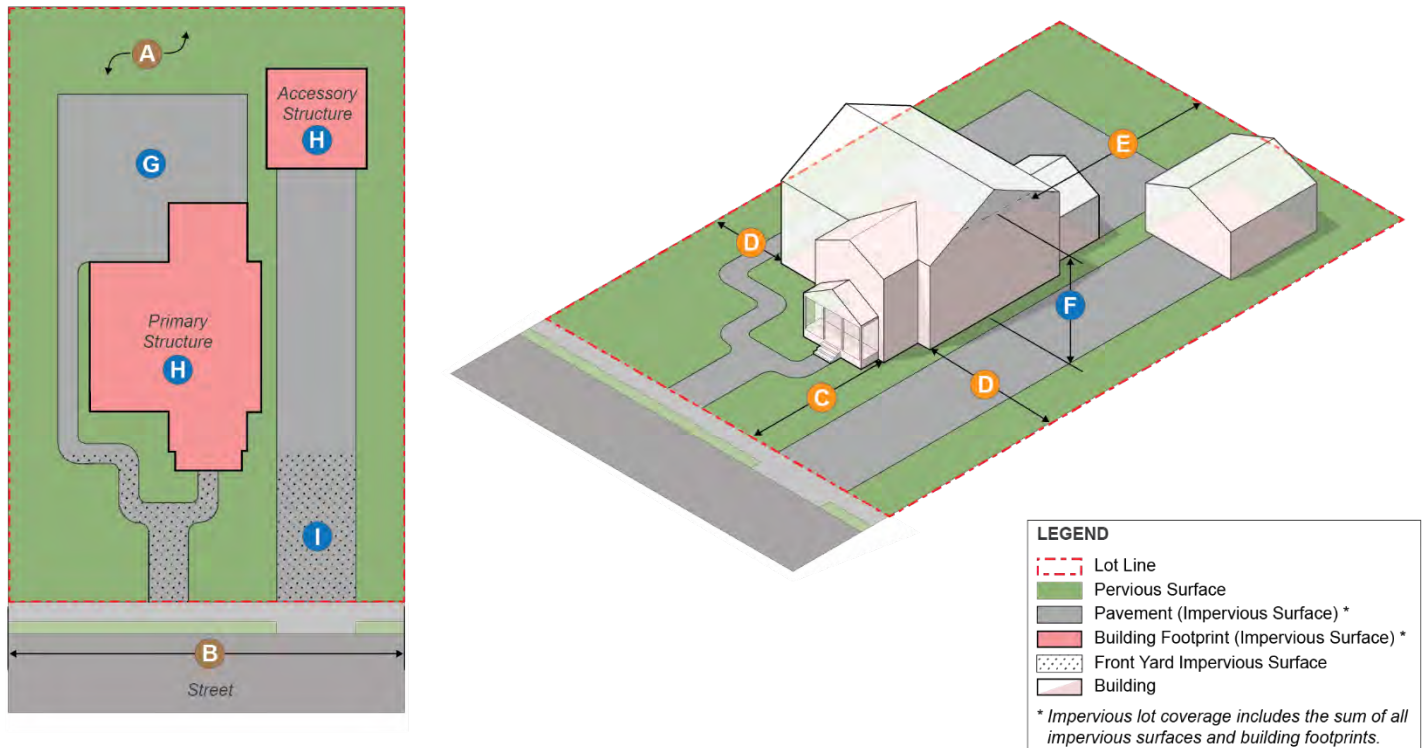 A
Accessory
Structure
H
G
Primary
Structure
H
I
B
Street
E
D
F
C
D
LEGEND
Lot Line
Pervious Surface
Pavement (Impervious Surface) *
Building Footprint (Impervious Surface) *
Front Yard Impervious Surface
Building
* Impervious lot coverage includes the sum of all
impervious surfaces and building footprints.